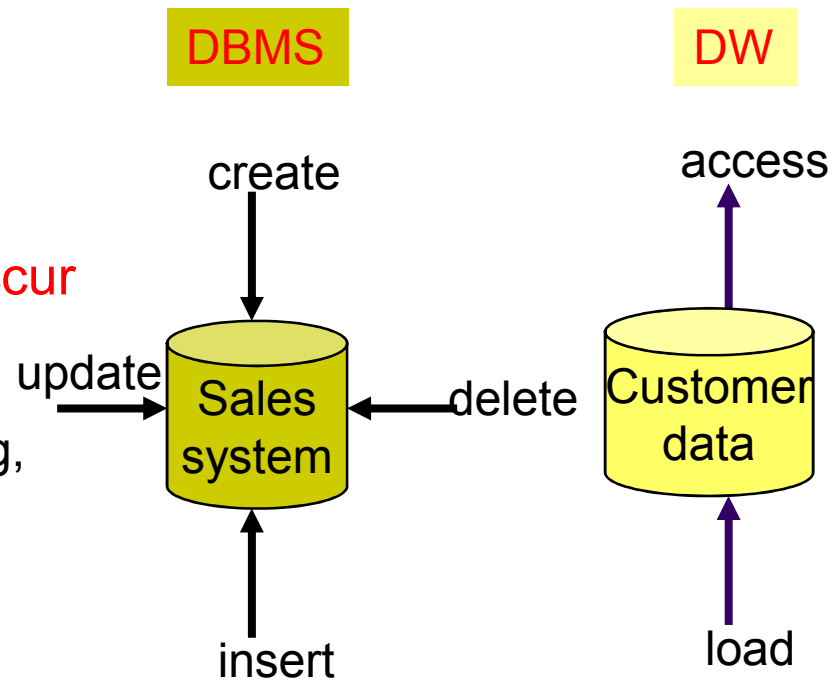 DBMS
DW
create
access
cur
update
Sales
system
delete
Customer
data
g,
insert
load